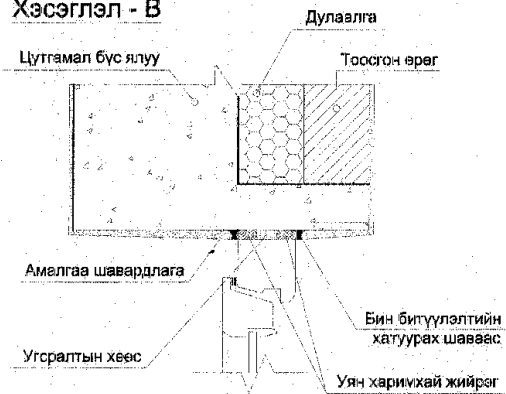 Хэсэглэл - В
Дулаалга
Цутгамал бүс ялуу
Тоосгон өрөг
Амалгаа шавардлага
Бин битүүлэлтийн
хатуурах шаваас
Угсралтын хөөс
Уян харимхай жийрэг